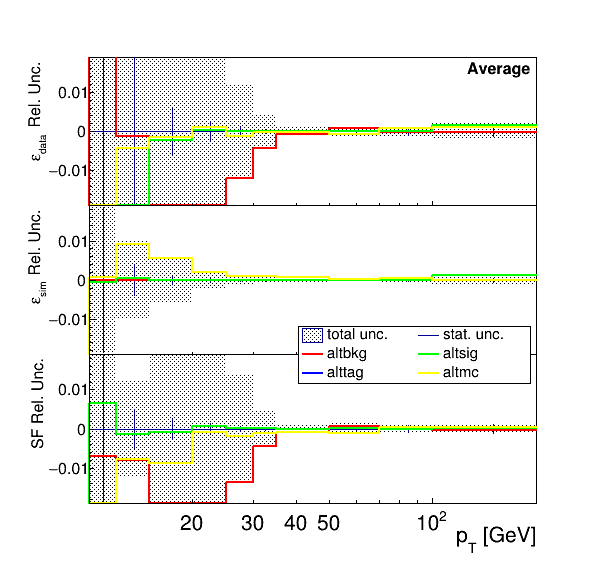 Average
ε_data Rel. Unc.
0.01
0
−0.01
ε_sim Rel. Unc.
0.01
0
−0.01
total unc. stat. unc.
altbkg altsig
alttag altmc
SF Rel. Unc.
0.01
0
−0.01
20 30 40 50 10²
p_T [GeV]